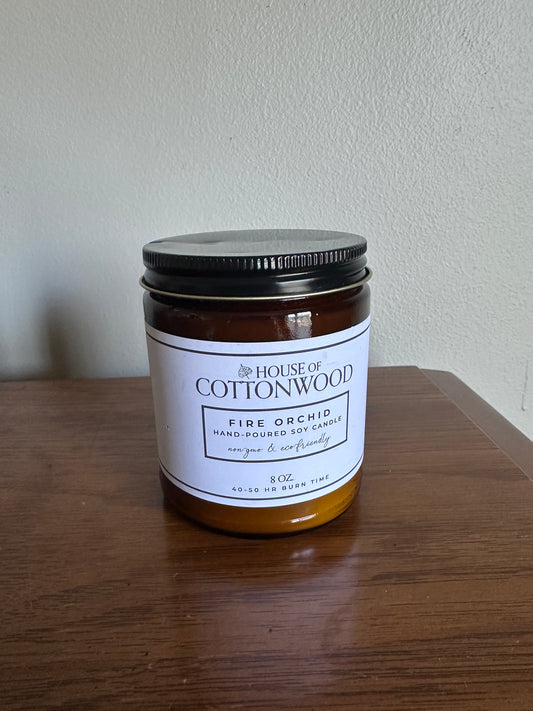 HOUSE OF
COTTONWOOD
FIRE ORCHID
HAND-POURED SOY CANDLE
non-gmo & eco-friendly
8 OZ.
40-50 HR BURN TIME